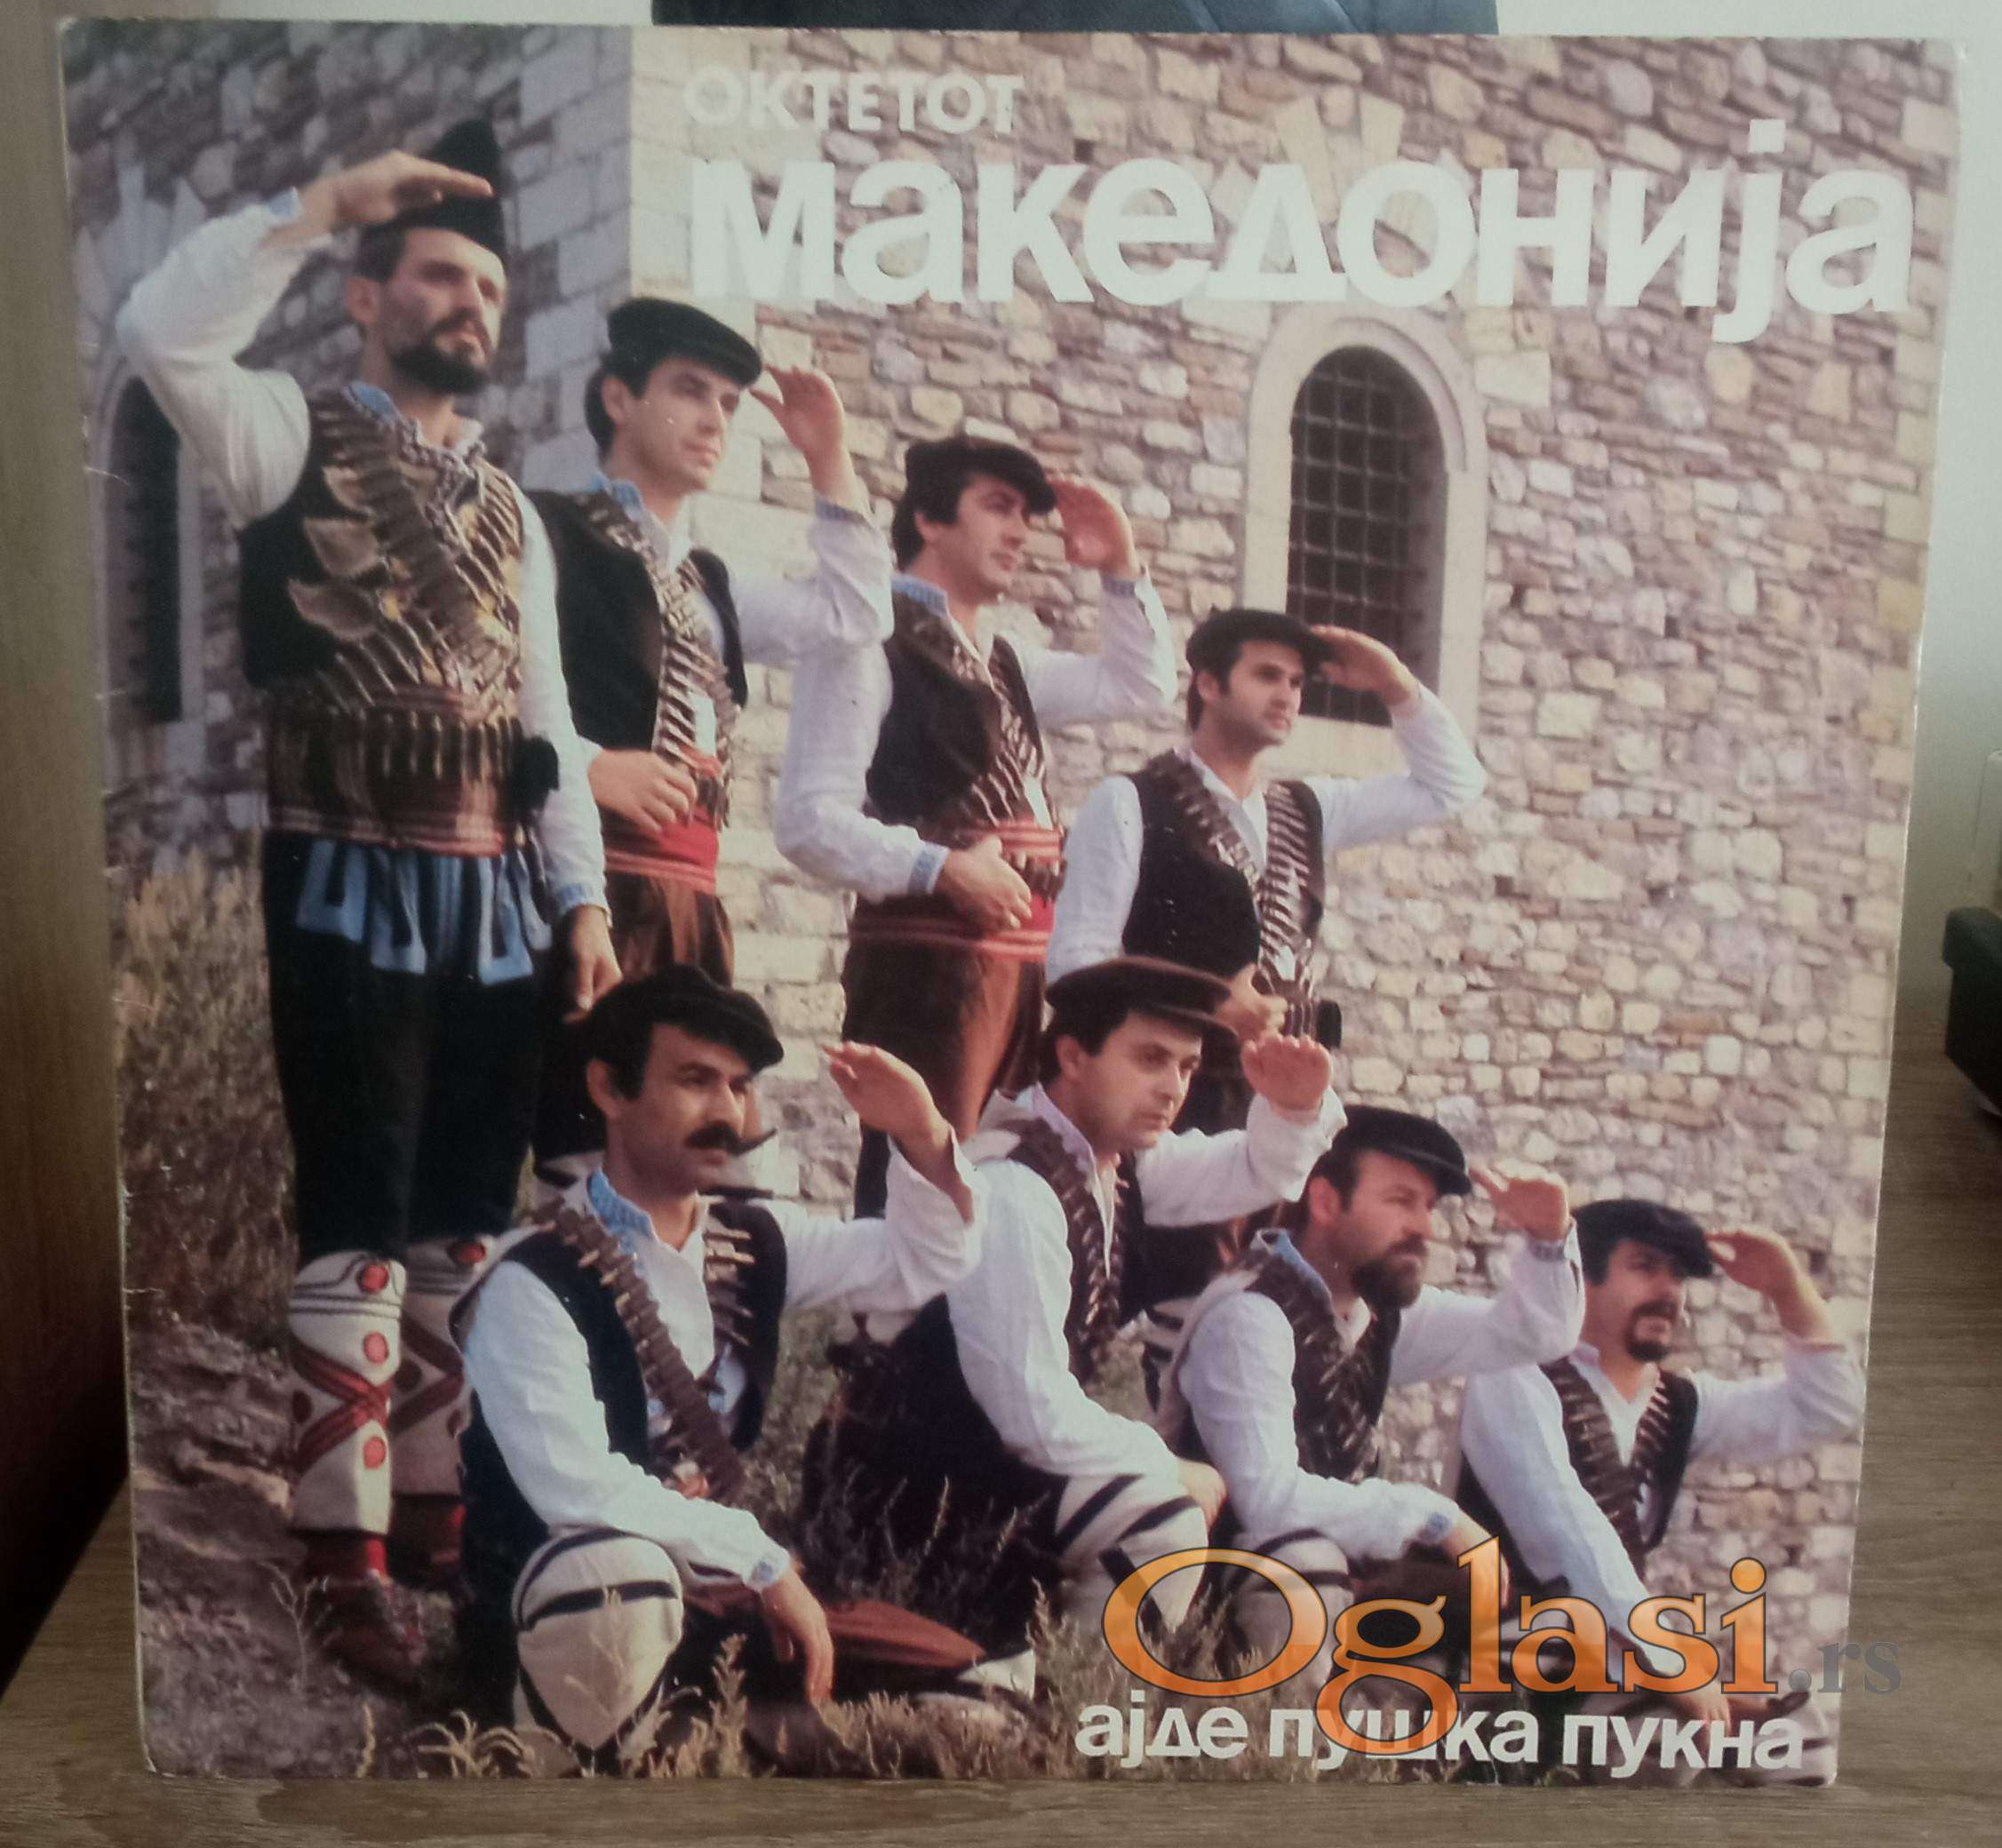 ОКТЕТОТ
македонија
Oglasi.rs
ајде пушка пукна